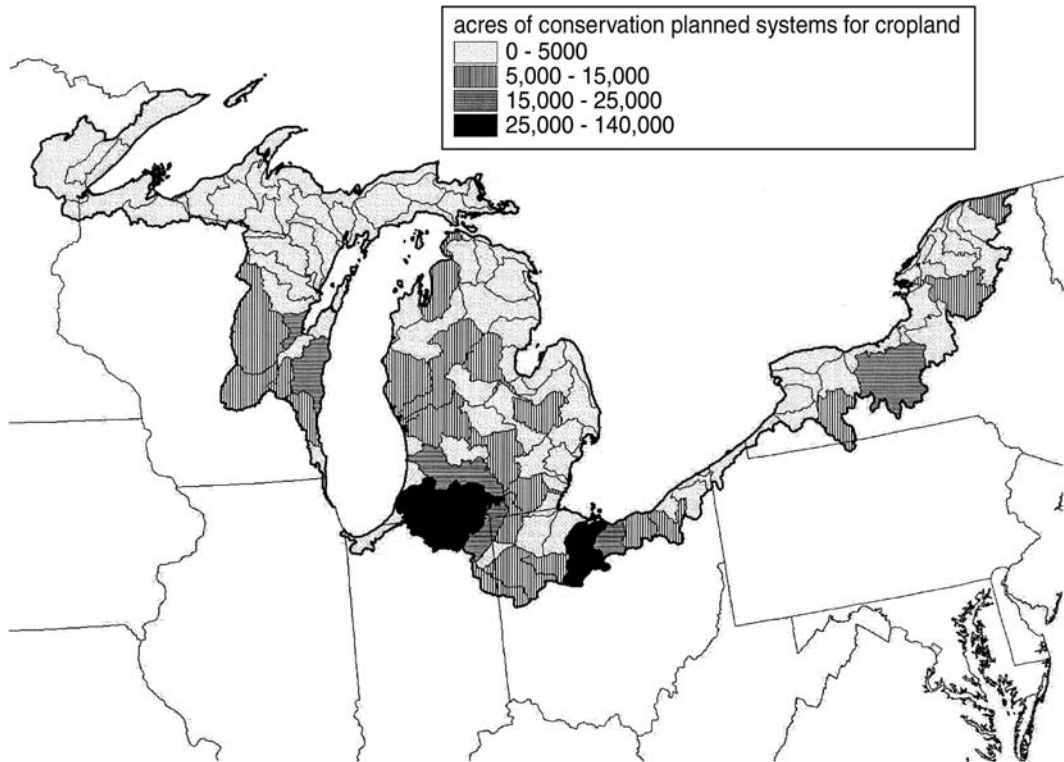 acres of conservation planned systems for cropland
0 - 5000
5,000 - 15,000
15,000 - 25,000
25,000 - 140,000